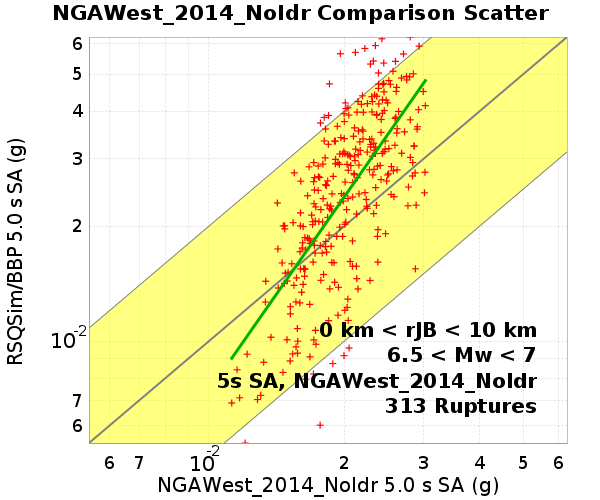 NGAWest_2014_NoIdr Comparison Scatter
RSQSim/BBP 5.0 s SA (g)
6
5
4
3
2
10-2
7
6
0 km < rJB < 10 km
6.5 < Mw < 7
5s SA, NGAWest_2014_NoIdr
313 Ruptures
6 7 10-2 2 3 4 5 6
NGAWest_2014_NoIdr 5.0 s SA (g)